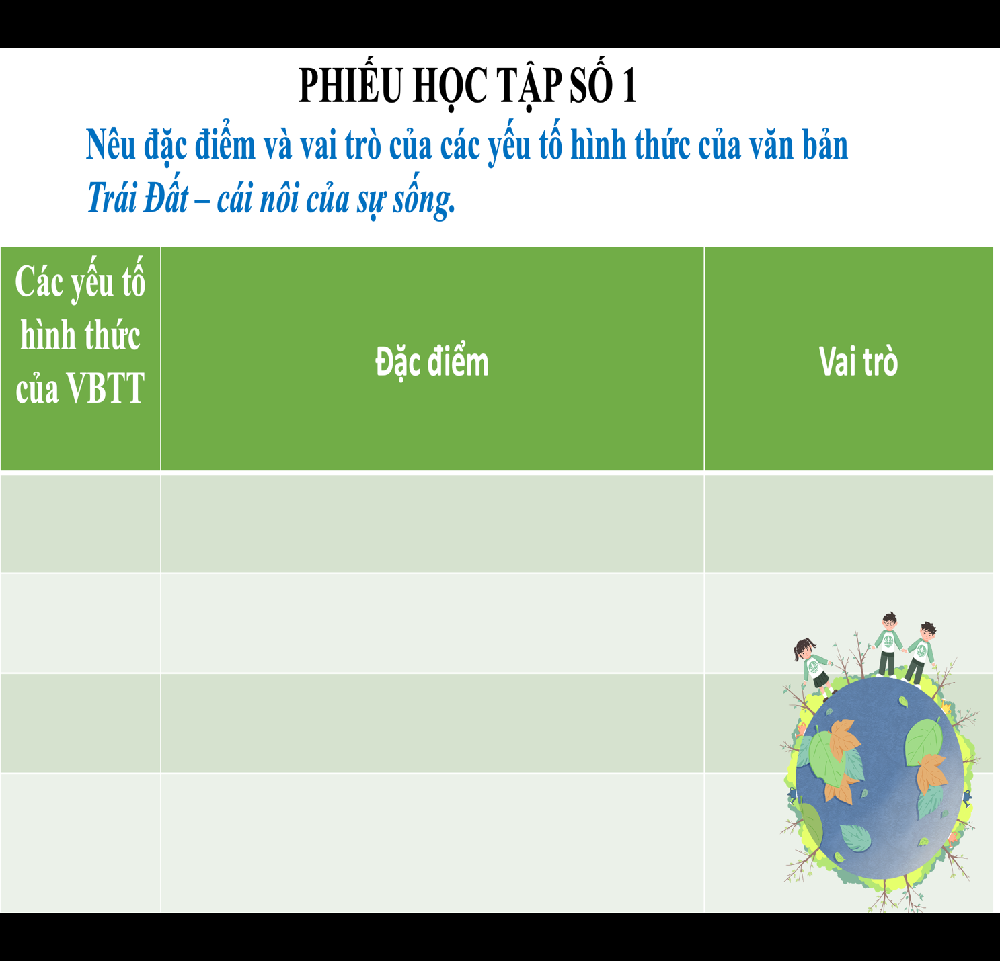 PHIẾU HỌC TẬP SỐ 1
Nêu đặc điểm và vai trò của các yếu tố hình thức của văn bản
Trái Đất – cái nôi của sự sống.
Các yếu tố
hình thức
của VBTT
Đặc điểm
Vai trò